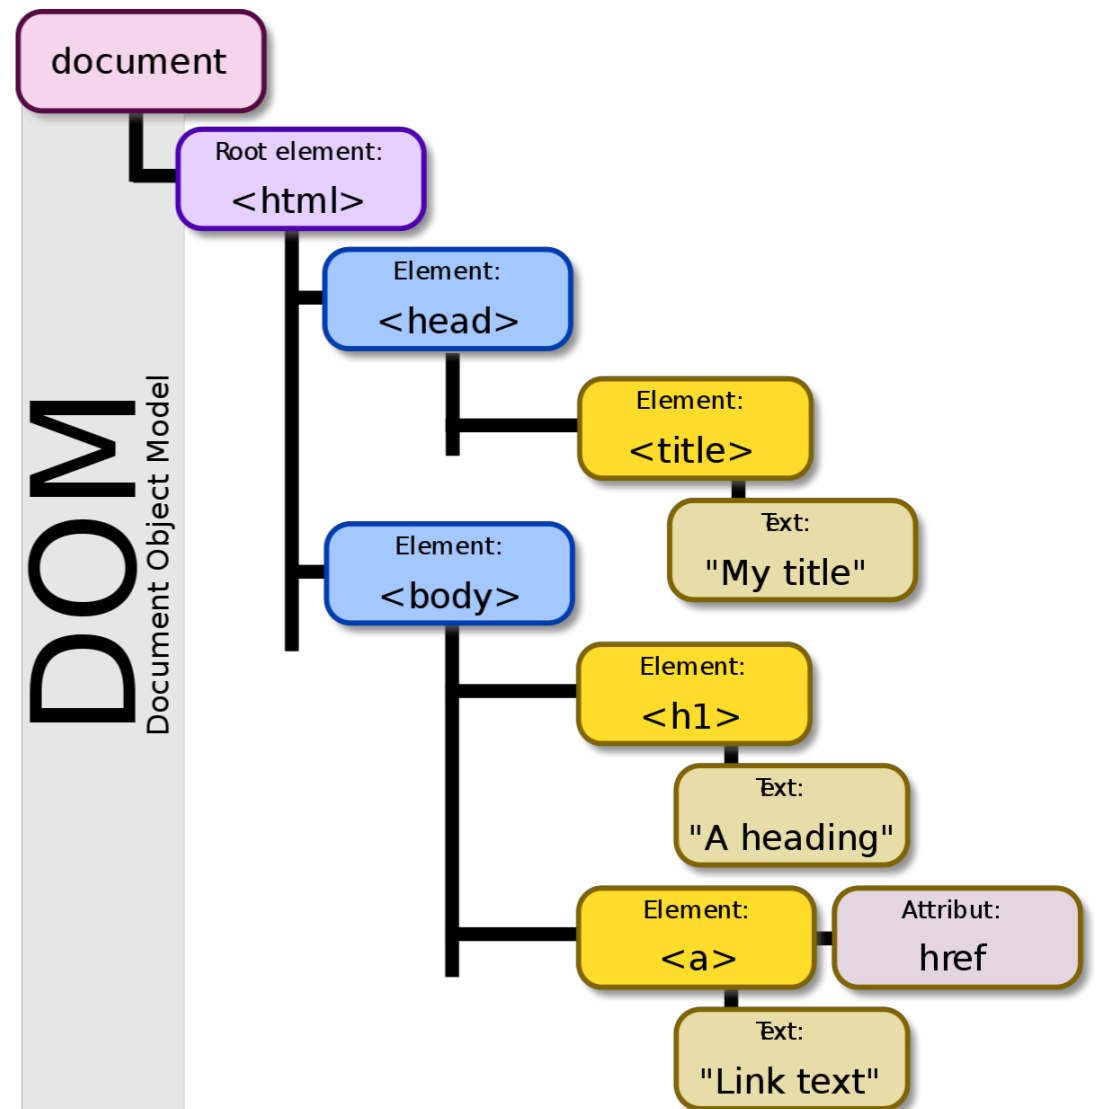 document
Root element:
<html>
Element:
<head>
Element:
<title>
Text:
"My title"
Element:
<body>
Element:
<h1>
Text:
"A heading"
Element:
<a>
Attribut:
href
Text:
"Link text"
DOM
Document Object Model